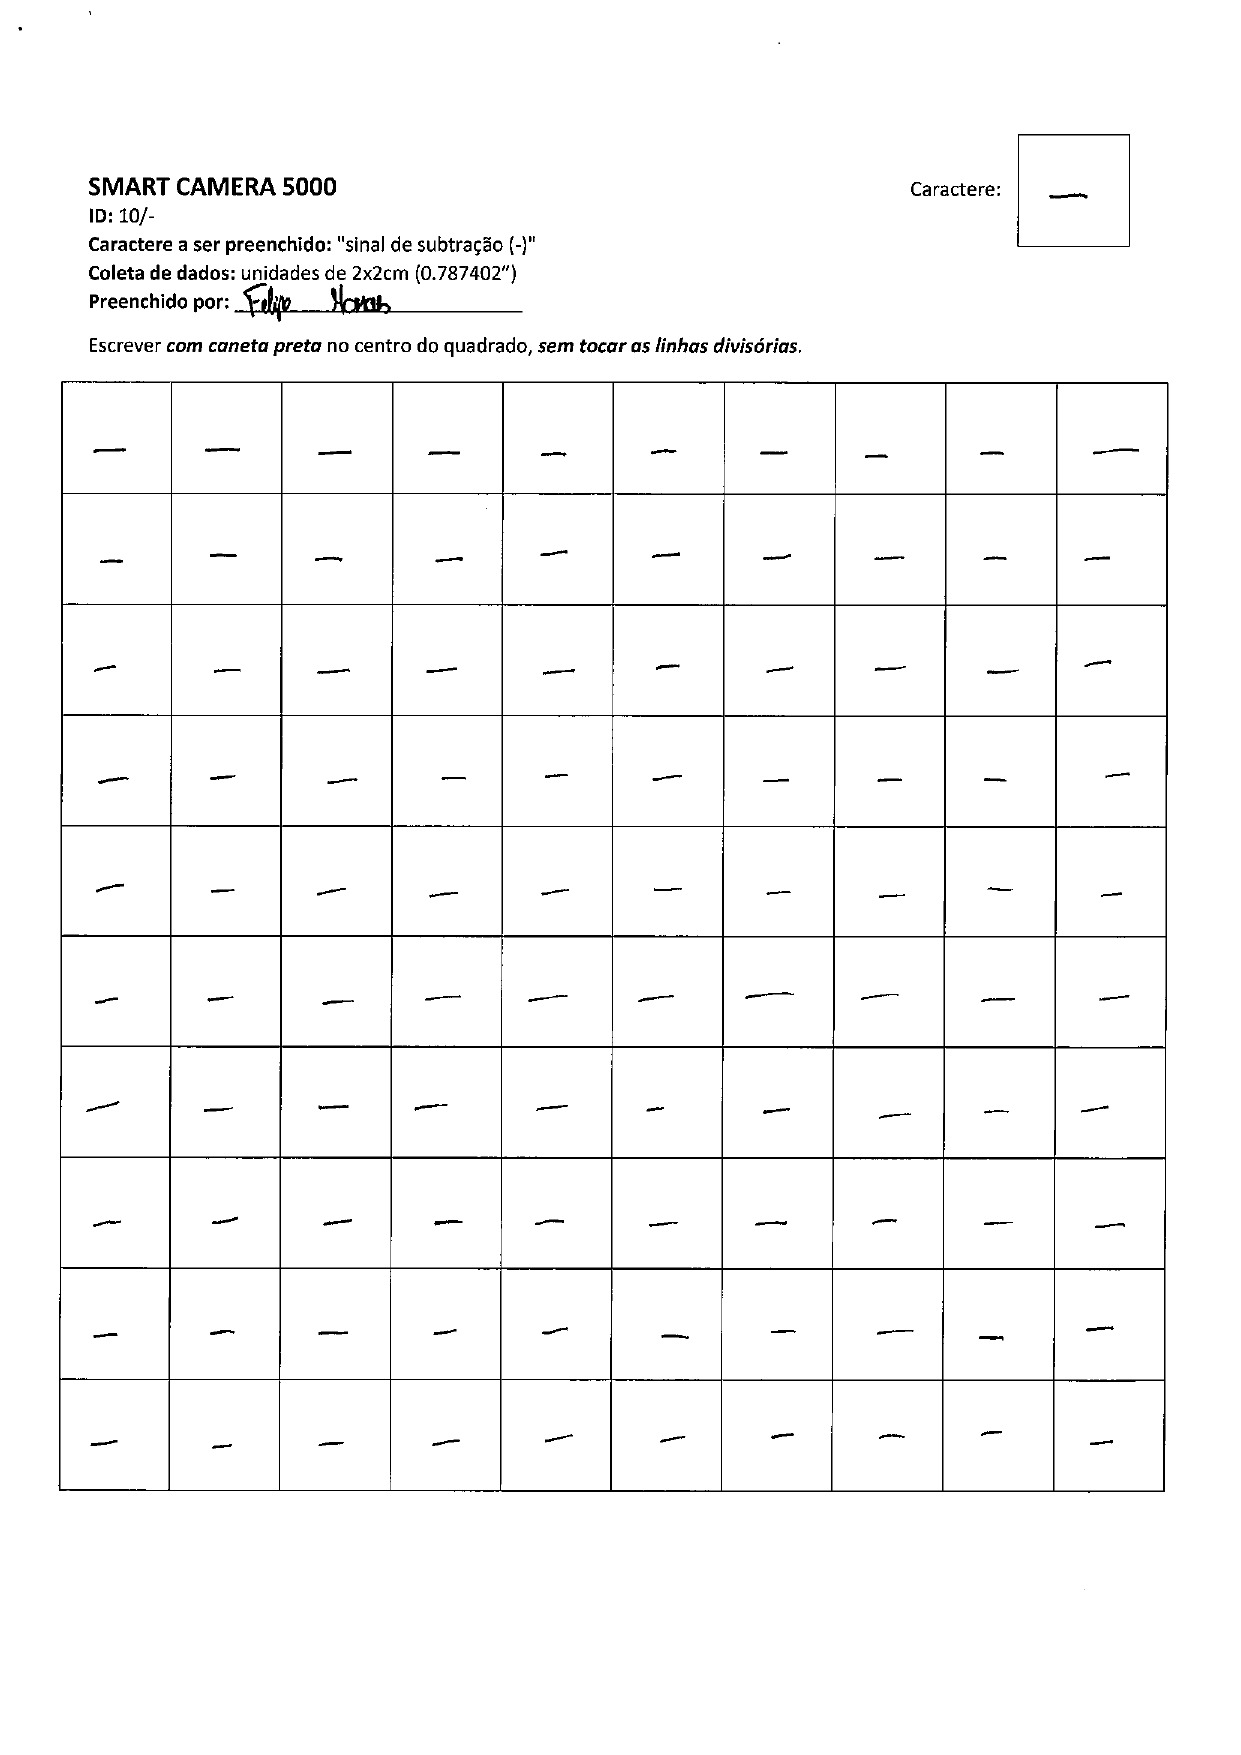 SMART CAMERA 5000
Caractere: —
ID: 10/-
Caractere a ser preenchido: "sinal de subtração (-)"
Coleta de dados: unidades de 2x2cm (0.787402″)
Preenchido por: Felipe
Escrever com caneta preta no centro do quadrado, sem tocar as linhas divisórias.
— — — — — — — — — —
— — — — — — — — — —
— — — — — — — — — —
— — — — — — — — — —
— — — — — — — — — —
— — — — — — — — — —
— — — — — — — — — —
— — — — — — — — — —
— — — — — — — — — —
— — — — — — — — — —